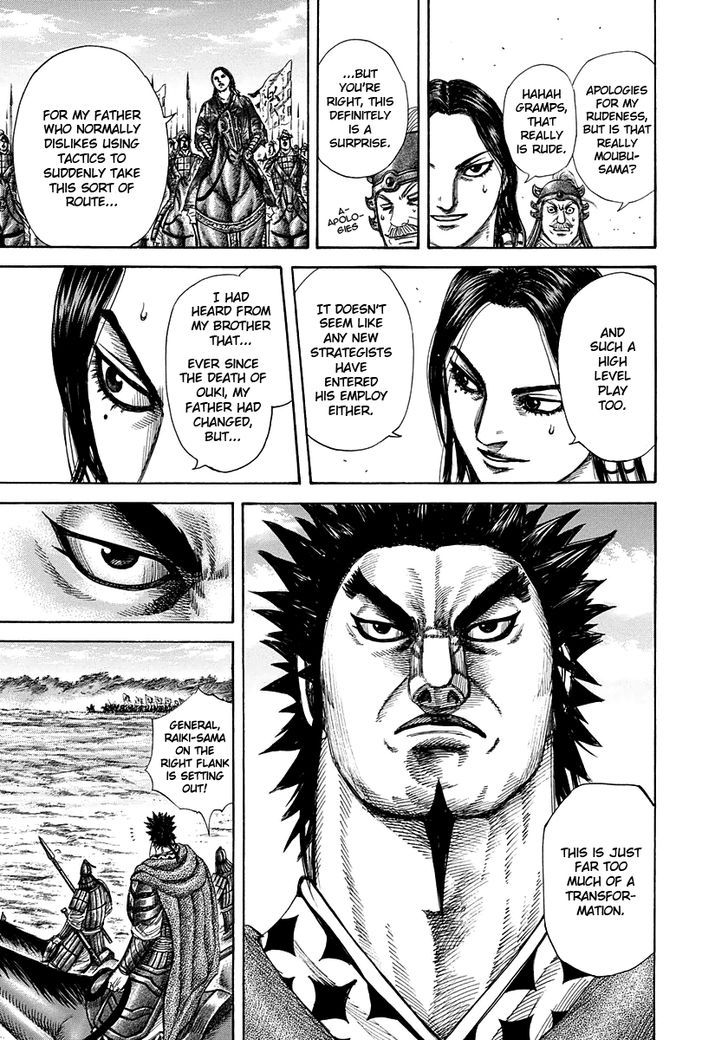 APOLOGIES
FOR MY
RUDENESS,
BUT IS THAT
REALLY
MOUBU-
SAMA?
HAHAH
GRAMPS,
THAT
REALLY
IS RUDE.
...BUT
YOU'RE
RIGHT, THIS
DEFINITELY
IS A
SURPRISE.
A-
APOLO-
GIES
FOR MY FATHER
WHO NORMALLY
DISLIKES USING
TACTICS TO
SUDDENLY TAKE
THIS SORT OF
ROUTE...
AND
SUCH A
HIGH
LEVEL
PLAY
TOO.
IT DOESN'T
SEEM LIKE
ANY NEW
STRATEGISTS
HAVE
ENTERED
HIS EMPLOY
EITHER.
I HAD
HEARD FROM
MY BROTHER
THAT...
EVER SINCE
THE DEATH OF
OUKI, MY
FATHER HAD
CHANGED,
BUT...
THIS IS JUST
FAR TOO
MUCH OF A
TRANSFOR-
MATION.
GENERAL,
RAIKI-SAMA
ON THE
RIGHT FLANK
IS SETTING
OUT!